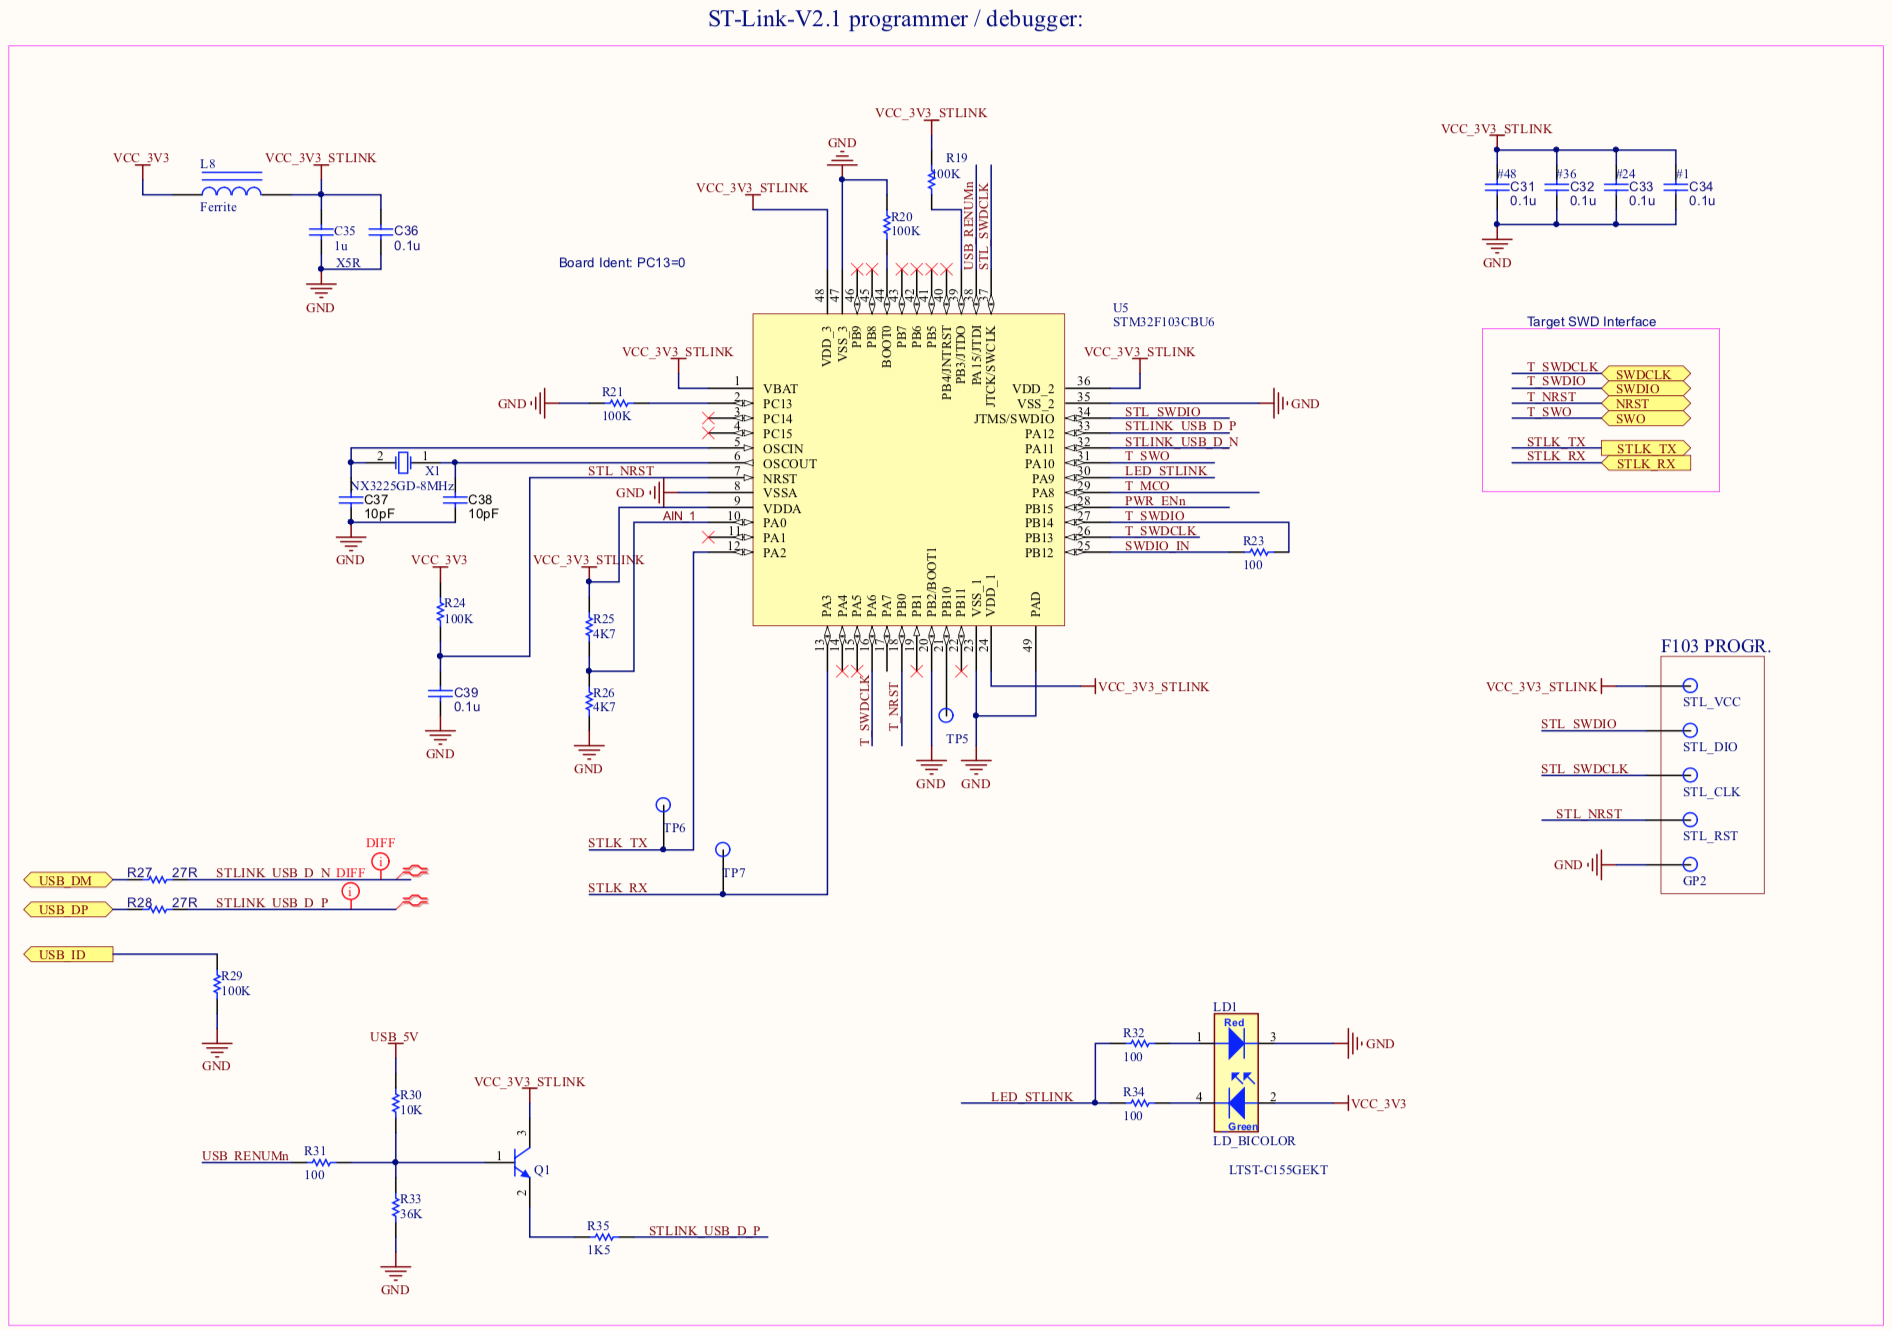 ST-Link-V2.1 programmer / debugger:
VCC_3V3
L8
Ferrite
VCC_3V3_STLINK
C35
1u
X5R
C36
0.1u
GND
Board Ident: PC13=0
VCC_3V3_STLINK
GND
R20
100K
VCC_3V3_STLINK
R19
100K
USB_RENUMn
STL_SWDCLK
VCC_3V3_STLINK
#48
C31
0.1u
#36
C32
0.1u
#24
C33
0.1u
#1
C34
0.1u
GND
U5
STM32F103CBU6
48 VDD_3
47 VSS_3
46 PB9
45 PB8
44 BOOT0
43 PB7
42 PB6
41 PB5
40 PB4/JNTRST
39 PB3/JTDO
38 PA15/JTDI
37 JTCK/SWCLK
1 VBAT
2 PC13
3 PC14
4 PC15
5 OSCIN
6 OSCOUT
7 NRST
8 VSSA
9 VDDA
10 PA0
11 PA1
12 PA2
VDD_2 36
VSS_2 35
JTMS/SWDIO 34
PA12 33
PA11 32
PA10 31
PA9 30
PA8 29
PB15 28
PB14 27
PB13 26
PB12 25
PA3 13
PA4 14
PA5 15
PA6 16
PA7 17
PB0 18
PB1 19
PB2/BOOT1 20
PB10 21
PB11 22
VSS_1 23
VDD_1 24
PAD 49
VCC_3V3_STLINK
GND
R21
100K
2
1
X1
NX3225GD-8MHz
C37
10pF
C38
10pF
GND
STL_NRST
GND
AIN_1
VCC_3V3
R24
100K
C39
0.1u
GND
VCC_3V3_STLINK
R25
4K7
R26
4K7
GND
VCC_3V3_STLINK
GND
STL_SWDIO
STLINK_USB_D_P
STLINK_USB_D_N
T_SWO
LED_STLINK
T_MCO
PWR_ENn
T_SWDIO
T_SWDCLK
SWDIO_IN
R23
100
T_SWDCLK
T_NRST
TP5
GND
GND
VCC_3V3_STLINK
Target SWD Interface
T_SWDCLK SWDCLK
T_SWDIO SWDIO
T_NRST NRST
T_SWO SWO
STLK_TX STLK_TX
STLK_RX STLK_RX
F103 PROGR.
VCC_3V3_STLINK
STL_VCC
STL_SWDIO
STL_DIO
STL_SWDCLK
STL_CLK
STL_NRST
STL_RST
GND
GP2
STLK_TX
TP6
STLK_RX
TP7
USB_DM
R27 27R
STLINK_USB_D_N
DIFF
USB_DP
R28 27R
STLINK_USB_D_P
DIFF
USB_ID
R29
100K
GND
USB_5V
R30
10K
USB_RENUMn
R31
100
R33
36K
GND
VCC_3V3_STLINK
3
1
2
Q1
R35
1K5
STLINK_USB_D_P
LED_STLINK
R32
100
R34
100
LD1
Red
Green
1
3
4
2
GND
VCC_3V3
LD_BICOLOR
LTST-C155GEKT